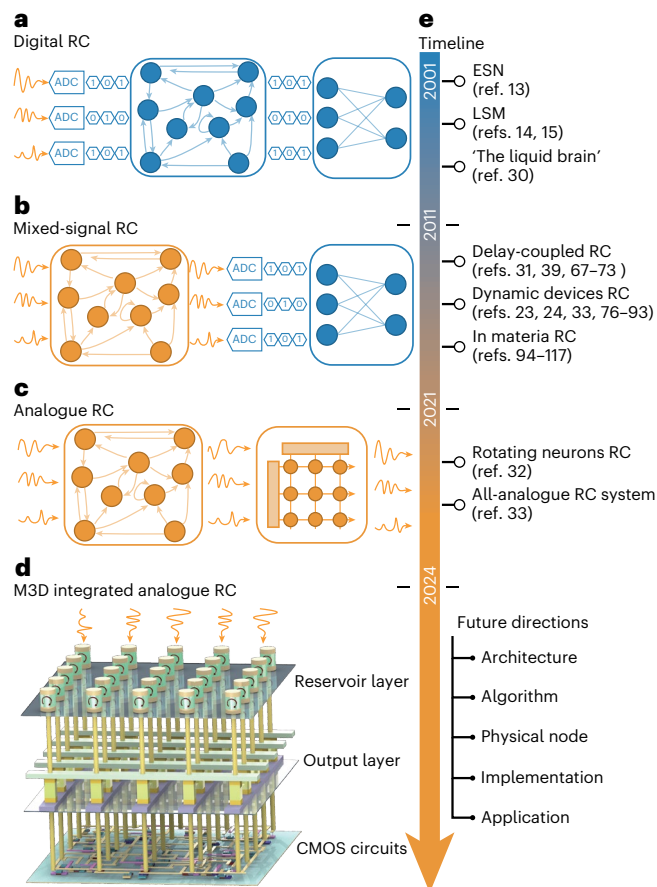 a
Digital RC
ADC 1 0 1 1 0 1
ADC 0 1 0 0 1 0
ADC 1 0 1 1 0 1
b
Mixed-signal RC
ADC 1 0 1
ADC 0 1 0
ADC 1 0 1
c
Analogue RC
d
M3D integrated analogue RC
Reservoir layer
Output layer
CMOS circuits
e
Timeline
2001
ESN
(ref. 13)
LSM
(refs. 14, 15)
‘The liquid brain’
(ref. 30)
2011
Delay-coupled RC
(refs. 31, 39, 67–73 )
Dynamic devices RC
(refs. 23, 24, 33, 76–93)
In materia RC
(refs. 94–117)
2021
Rotating neurons RC
(ref. 32)
All-analogue RC system
(ref. 33)
2024
Future directions
Architecture
Algorithm
Physical node
Implementation
Application